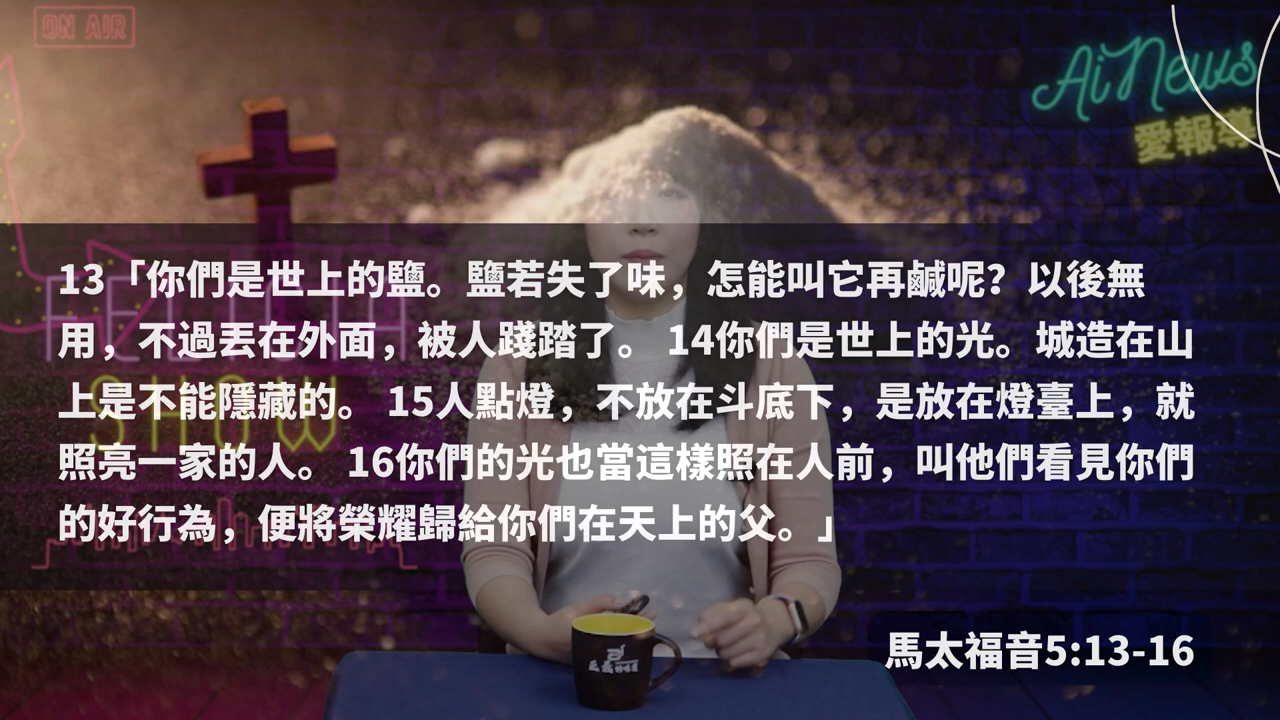 ON AIR
Ai News
愛報導
13「你們是世上的鹽。鹽若失了味，怎能叫它再鹹呢？以後無
用，不過丟在外面，被人踐踏了。 14你們是世上的光。城造在山
上是不能隱藏的。 15人點燈，不放在斗底下，是放在燈臺上，就
照亮一家的人。 16你們的光也當這樣照在人前，叫他們看見你們
的好行為，便將榮耀歸給你們在天上的父。」
SHOW
馬太福音5:13-16